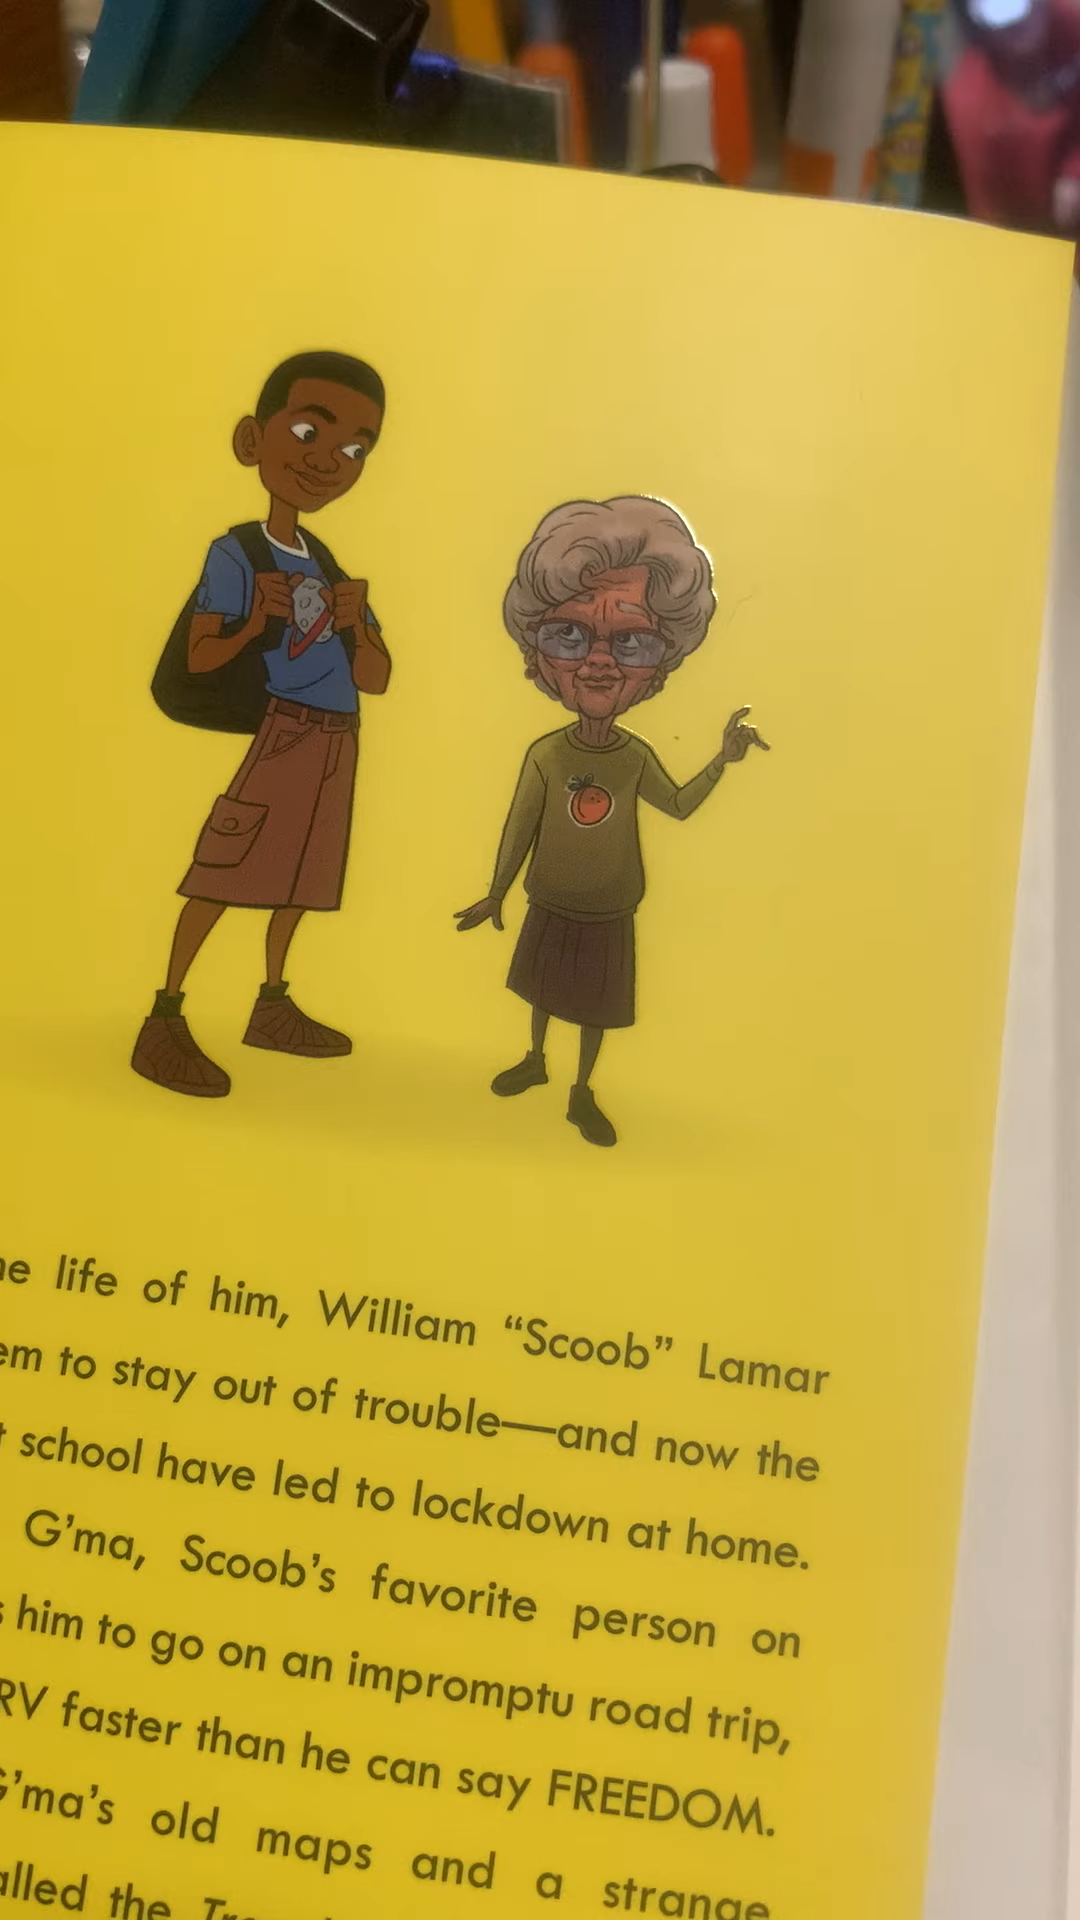 life of him, William “Scoob” Lamar
to stay out of trouble—and now the
school have led to lockdown at home.
G’ma, Scoob’s favorite person on
him to go on an impromptu road trip,
RV faster than he can say FREEDOM.
G’ma’s old maps and a strange
the